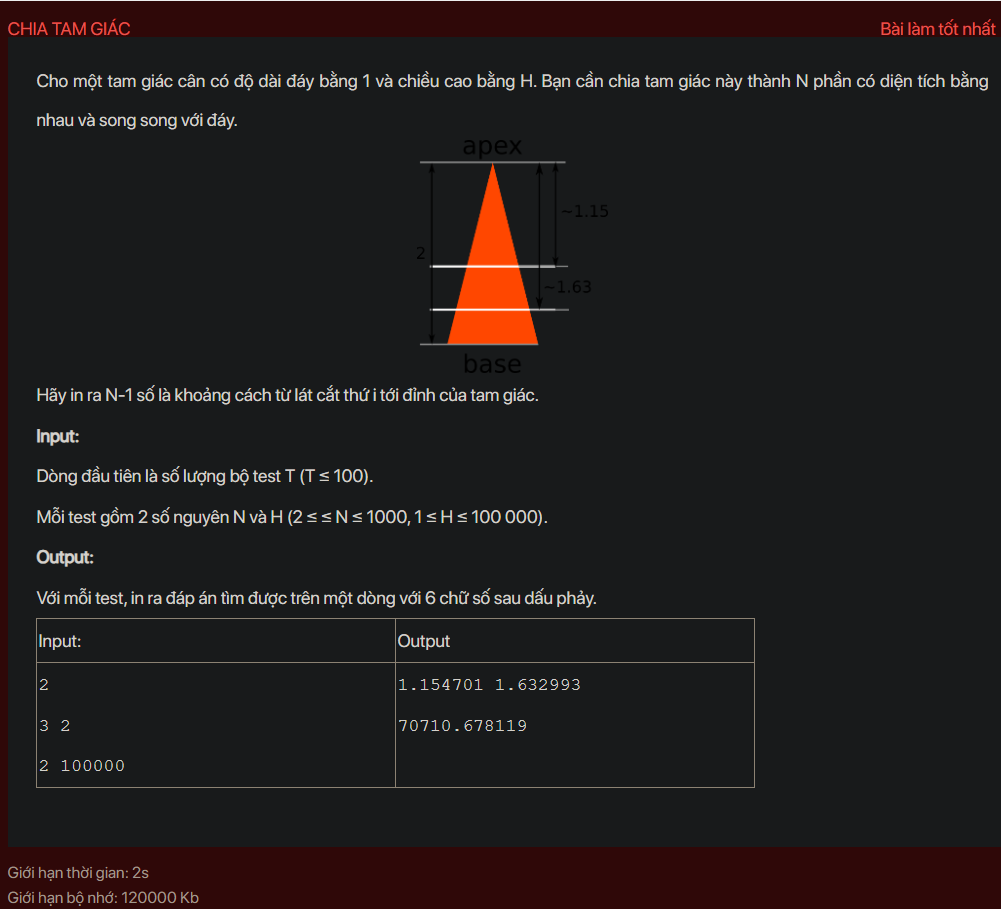 CHIA TAM GIÁC Bài làm tốt nhất
Cho một tam giác cân có độ dài đáy bằng 1 và chiều cao bằng H. Bạn cần chia tam giác này thành N phần có diện tích bằng
nhau và song song với đáy.
apex
~1.15
2
~1.63
base
Hãy in ra N-1 số là khoảng cách từ lát cắt thứ i tới đỉnh của tam giác.
Input:
Dòng đầu tiên là số lượng bộ test T (T ≤ 100).
Mỗi test gồm 2 số nguyên N và H (2 ≤ ≤ N ≤ 1000, 1 ≤ H ≤ 100 000).
Output:
Với mỗi test, in ra đáp án tìm được trên một dòng với 6 chữ số sau dấu phảy.
Input: Output
2 1.154701 1.632993
3 2 70710.678119
2 100000
Giới hạn thời gian: 2s
Giới hạn bộ nhớ: 120000 Kb